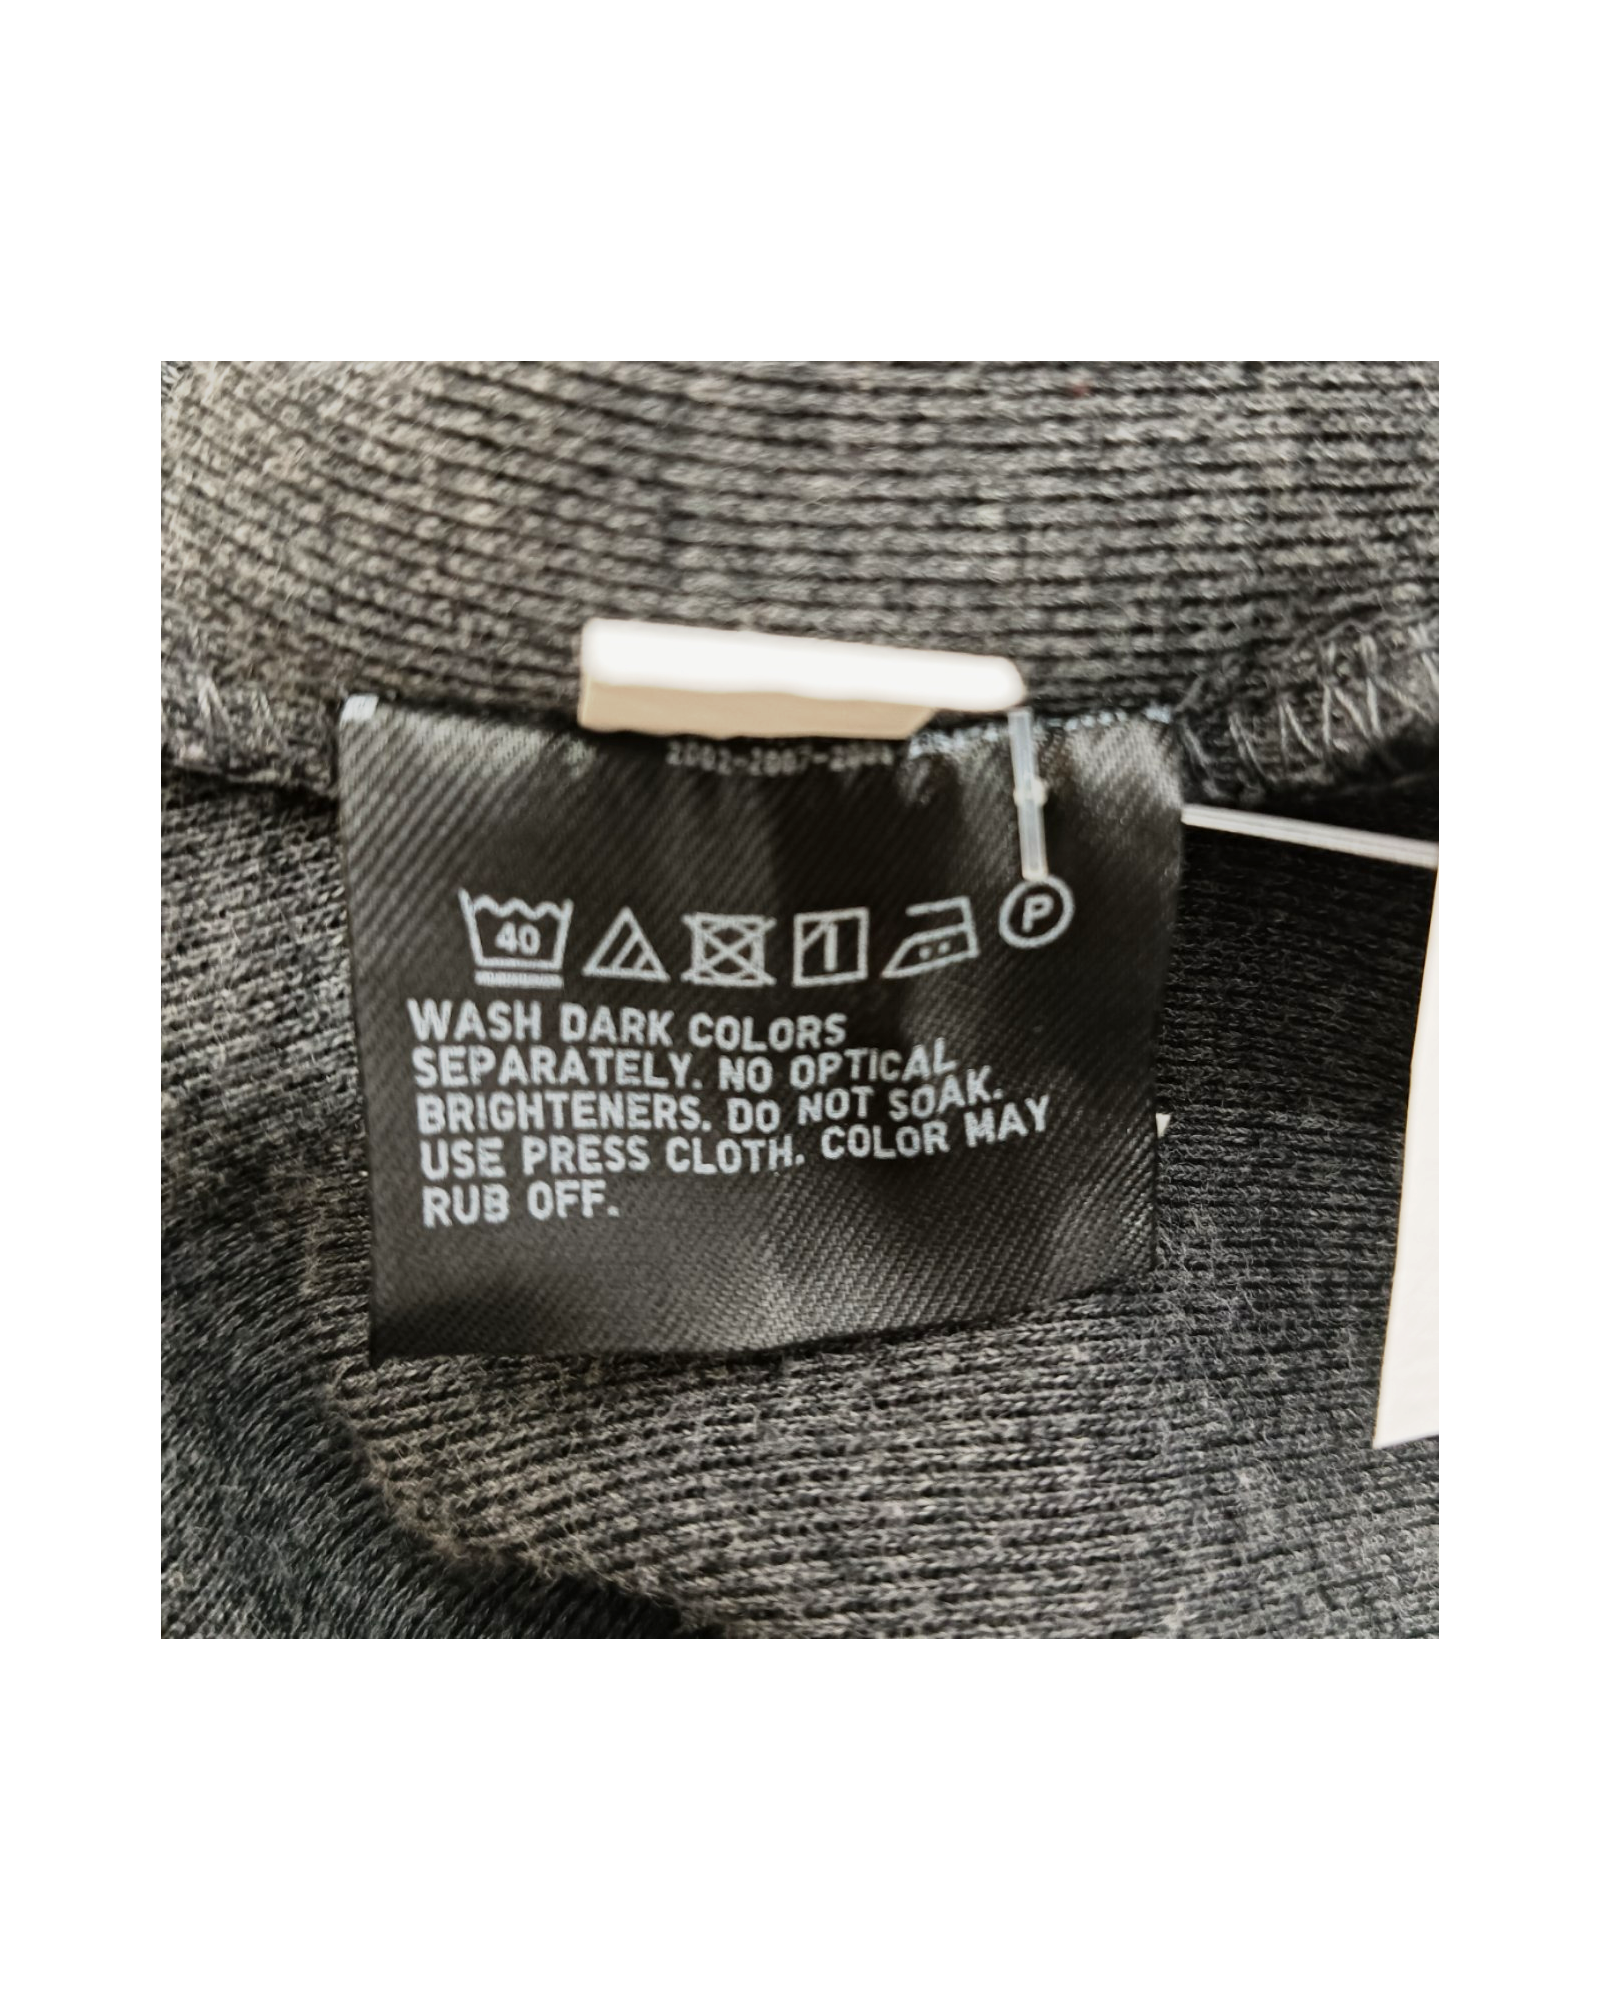 40
P
WASH DARK COLORS
SEPARATELY. NO OPTICAL
BRIGHTENERS. DO NOT SOAK.
USE PRESS CLOTH. COLOR MAY
RUB OFF.